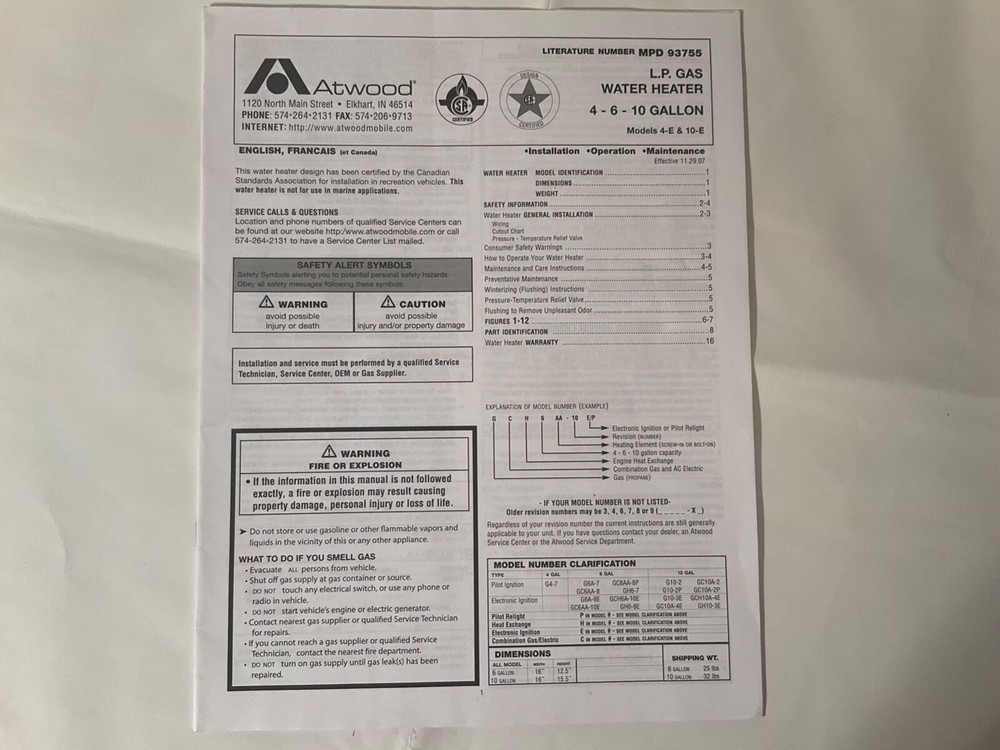 LITERATURE NUMBER MPD 93755
Atwood
L.P. GAS
WATER HEATER
4 - 6 - 10 GALLON
Models 4-E & 10-E
DESIGN
CERTIFIED
CERTIFIED
1120 North Main Street • Elkhart, IN 46514
PHONE: 574•264•2131 FAX: 574•206•9713
INTERNET: http://www.atwoodmobile.com
ENGLISH, FRANCAIS (et Canada)
This water heater design has been certified by the Canadian
Standards Association for installation in recreation vehicles. This
water heater is not for use in marine applications.
SERVICE CALLS & QUESTIONS
Location and phone numbers of qualified Service Centers can
be found at our website http:/www.atwoodmobile.com or call
574-264-2131 to have a Service Center List mailed.
SAFETY ALERT SYMBOLS
Safety Symbols alerting you to potential personal safety hazards.
Obey all safety messages following these symbols.
WARNING
avoid possible
injury or death
CAUTION
avoid possible
injury and/or property damage
Installation and service must be performed by a qualified Service
Technician, Service Center, OEM or Gas Supplier.
WARNING
FIRE OR EXPLOSION
• If the information in this manual is not followed
exactly, a fire or explosion may result causing
property damage, personal injury or loss of life.
➤ Do not store or use gasoline or other flammable vapors and
liquids in the vicinity of this or any other appliance.
WHAT TO DO IF YOU SMELL GAS
• Evacuate ALL persons from vehicle.
• Shut off gas supply at gas container or source.
• DO NOT touch any electrical switch, or use any phone or
radio in vehicle.
• DO NOT start vehicle's engine or electric generator.
• Contact nearest gas supplier or qualified Service Technician
for repairs.
• If you cannot reach a gas supplier or qualified Service
Technician, contact the nearest fire department.
• DO NOT turn on gas supply until gas leak(s) has been
repaired.
•Installation •Operation •Maintenance
Effective 11.29.07
WATER HEATER MODEL IDENTIFICATION 1
DIMENSIONS 1
WEIGHT 1
SAFETY INFORMATION 2-4
Water Heater GENERAL INSTALLATION 2-3
Wiring
Cutout Chart
Pressure - Temperature Relief Valve
Consumer Safety Warnings 3
How to Operate Your Water Heater 3-4
Maintenance and Care Instructions 4-5
Preventative Maintenance 5
Winterizing (Flushing) Instructions 5
Pressure-Temperature Relief Valve 5
Flushing to Remove Unpleasant Odor 5
FIGURES 1-12 6-7
PART IDENTIFICATION 8
Water Heater WARRANTY 16
EXPLANATION OF MODEL NUMBER (EXAMPLE)
G C H 6 AA - 10 E/P
Electronic Ignition or Pilot Relight
Revision (NUMBER)
Heating Element (SCREW-IN OR BOLT-ON)
4 - 6 - 10 gallon capacity
Engine Heat Exchange
Combination Gas and AC Electric
Gas (PROPANE)
- IF YOUR MODEL NUMBER IS NOT LISTED-
Older revision numbers may be 3, 4, 6, 7, 8 or 9 (_ _ _ _ _ - X _)
Regardless of your revision number the current instructions are still generally
applicable to your unit. If you have questions contact your dealer, an Atwood
Service Center or the Atwood Service Department.
MODEL NUMBER CLARIFICATION
TYPE 4 GAL 6 GAL 10 GAL
Pilot Ignition G4-7 G6A-7 GC6AA-8P G10-2 GC10A-2
GC6AA-8 GH6-7 G10-2P GC10A-2P
Electronic Ignition G6A-8E GCH6A-10E G10-3E GCH10A-4E
GC6AA-10E GH6-8E GC10A-4E GH10-3E
Pilot Relight P IN MODEL # - SEE MODEL CLARIFICATION ABOVE
Heat Exchange H IN MODEL # - SEE MODEL CLARIFICATION ABOVE
Electronic Ignition E IN MODEL # - SEE MODEL CLARIFICATION ABOVE
Combination Gas/Electric C IN MODEL # - SEE MODEL CLARIFICATION ABOVE
DIMENSIONS
ALL MODEL WIDTH HEIGHT
6 GALLON 16" 12.5"
10 GALLON 16" 15.5"
SHIPPING WT.
6 GALLON 25 lbs
10 GALLON 32 lbs
1